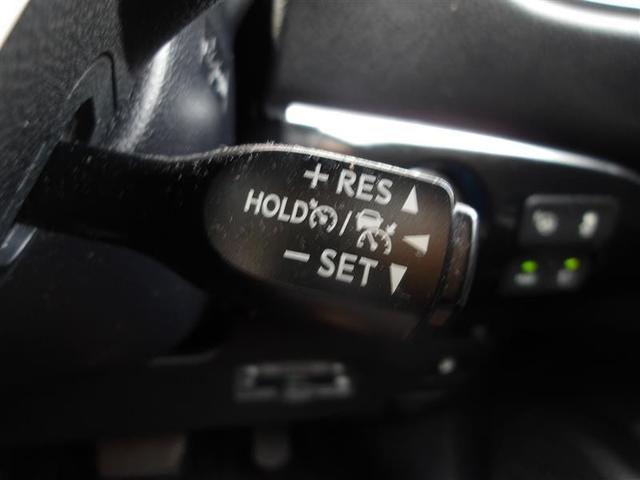 + RES
HOLD /
− SET